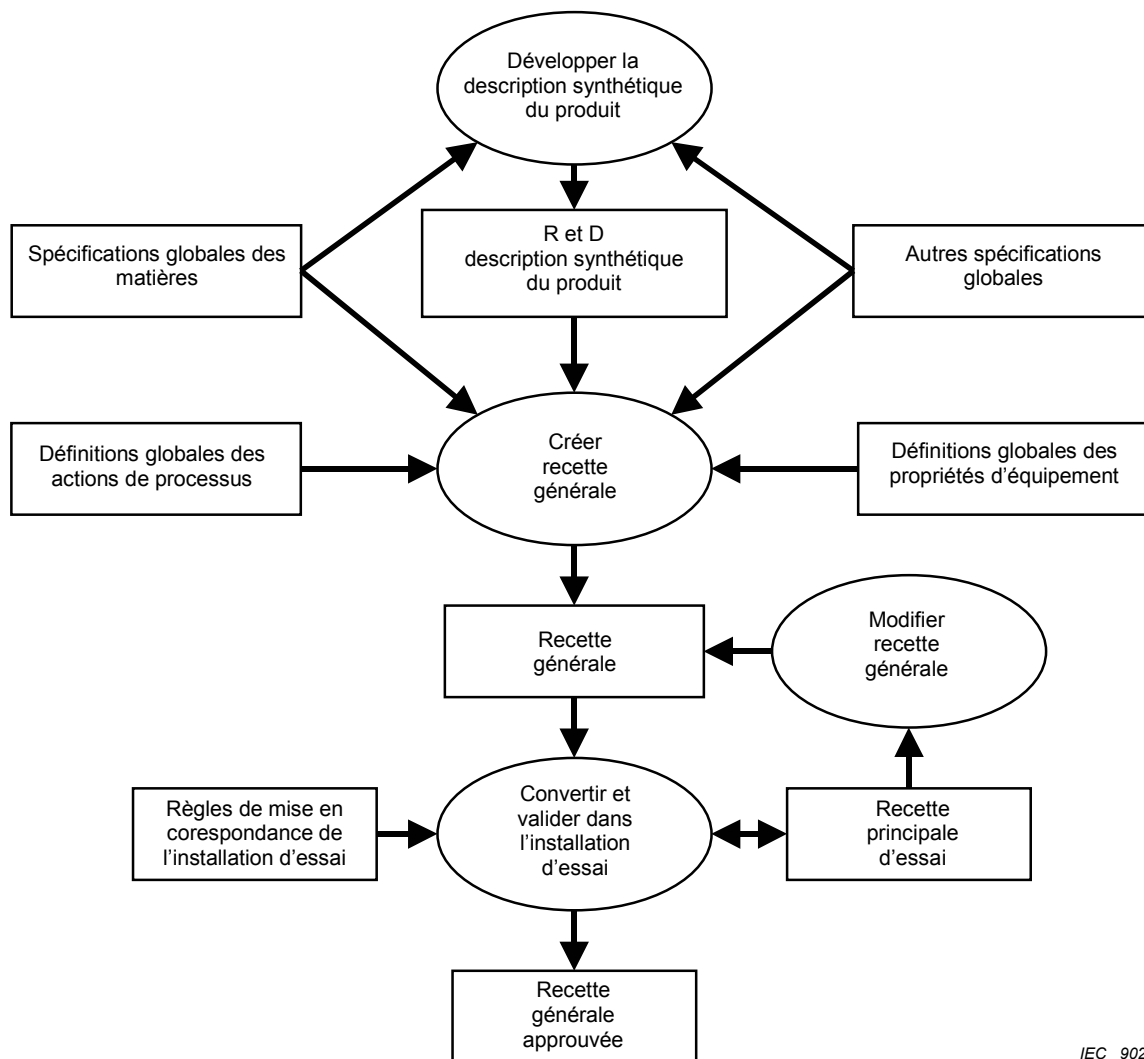 Développer la
description synthétique
du produit
Spécifications globales des
matières
R et D
description synthétique
du produit
Autres spécifications
globales
Définitions globales des
actions de processus
Créer
recette
générale
Définitions globales des
propriétés d’équipement
Recette
générale
Modifier
recette
générale
Règles de mise en
corespondance de
l’installation d’essai
Convertir et
valider dans
l’installation
d’essai
Recette
principale
d’essai
Recette
générale
approuvée
IEC 902